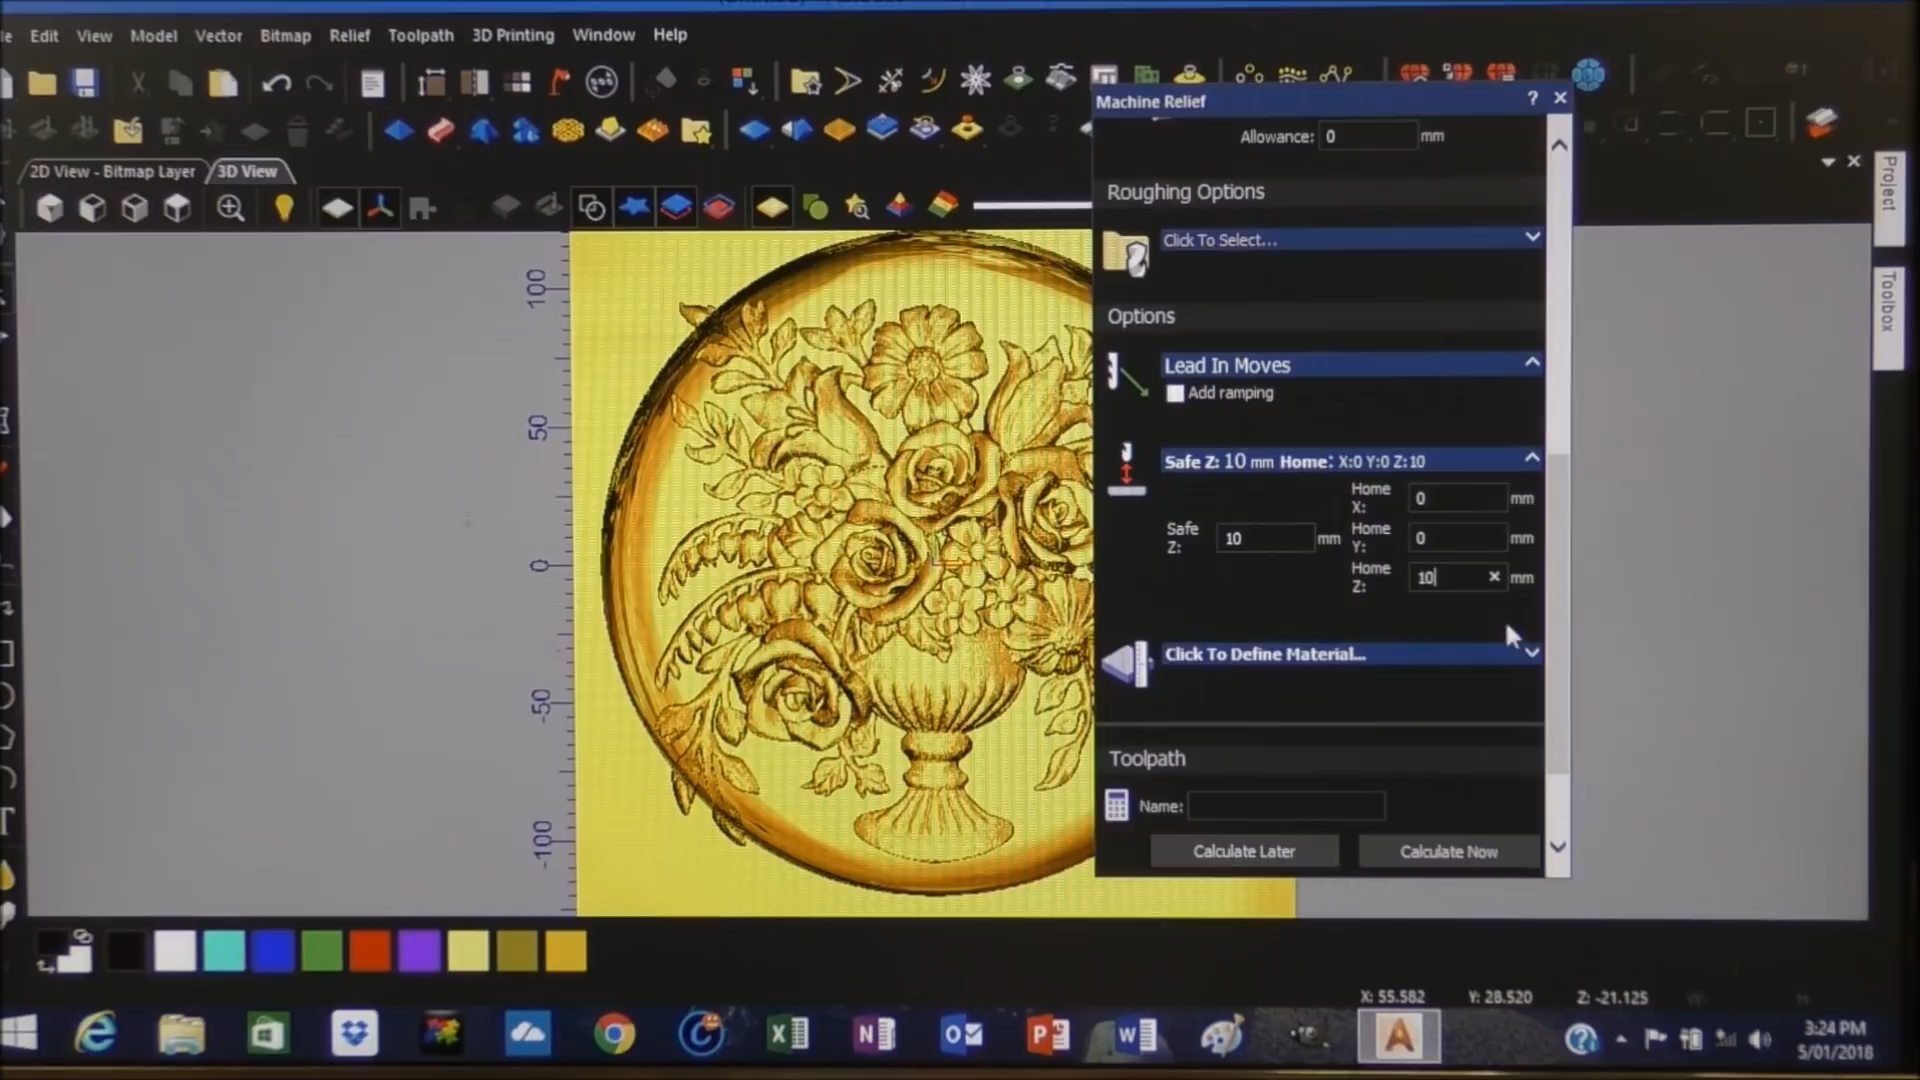 Edit View Model Vector Bitmap Relief Toolpath 3D Printing Window Help
Machine Relief ? ×
Allowance: 0 mm
2D View - Bitmap Layer 3D View
Project
Toolbox
Roughing Options
Click To Select...
Options
Lead In Moves
Add ramping
Safe Z: 10 mm Home: X:0 Y:0 Z:10
Home X: 0 mm
Safe Z: 10 mm
Home Y: 0 mm
Home Z: 10 mm
Click To Define Material...
Toolpath
Name:
Calculate Later Calculate Now
100
50
0
-50
-100
X: 55.582 Y: 28.520 Z: -21.125
3:24 PM
5/01/2018